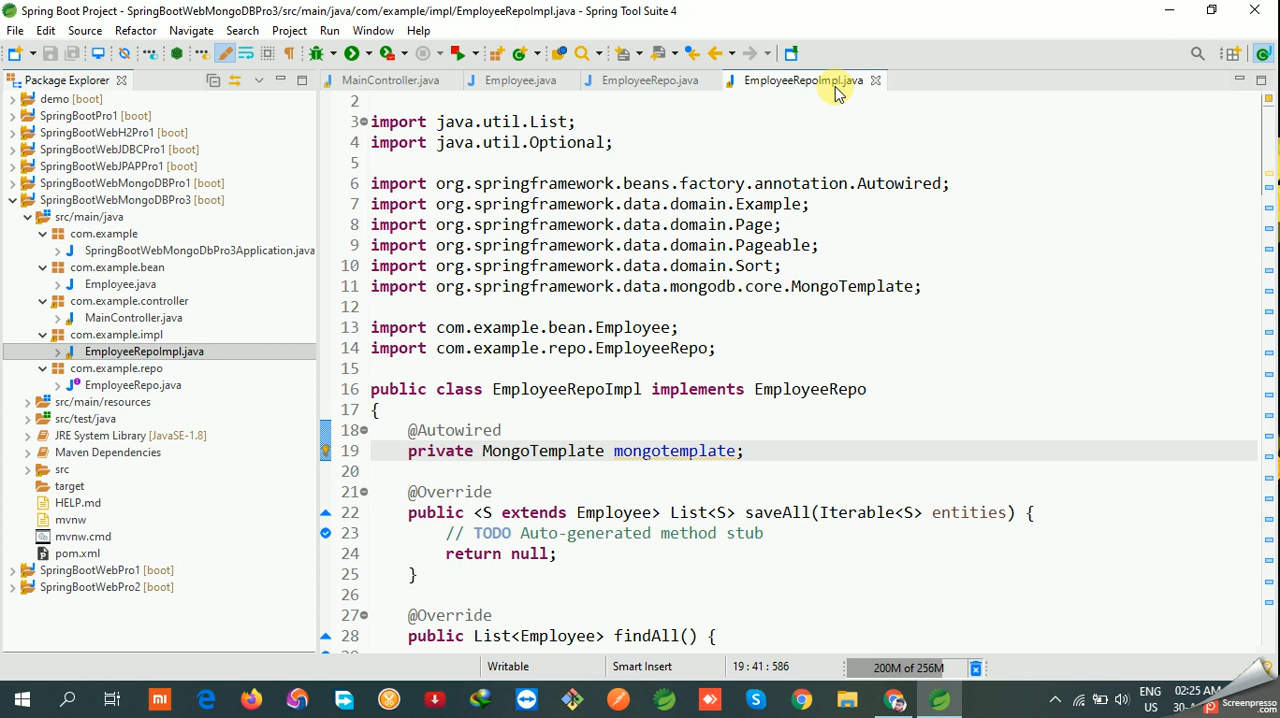 Spring Boot Project - SpringBootWebMongoDBPro3/src/main/java/com/example/impl/EmployeeRepoImpl.java - Spring Tool Suite 4
File Edit Source Refactor Navigate Search Project Run Window Help
Package Explorer
MainController.java
Employee.java
EmployeeRepo.java
EmployeeRepoImpl.java
demo [boot]
SpringBootPro1 [boot]
SpringBootWebH2Pro1 [boot]
SpringBootWebJDBCPro1 [boot]
SpringBootWebJPAPPro1 [boot]
SpringBootWebMongoDBPro1 [boot]
SpringBootWebMongoDBPro3 [boot]
src/main/java
com.example
SpringBootWebMongoDbPro3Application.java
com.example.bean
Employee.java
com.example.controller
MainController.java
com.example.impl
EmployeeRepoImpl.java
com.example.repo
EmployeeRepo.java
src/main/resources
src/test/java
JRE System Library [JavaSE-1.8]
Maven Dependencies
src
target
HELP.md
mvnw
mvnw.cmd
pom.xml
SpringBootWebPro1 [boot]
SpringBootWebPro2 [boot]
2
3 import java.util.List;
4 import java.util.Optional;
5
6 import org.springframework.beans.factory.annotation.Autowired;
7 import org.springframework.data.domain.Example;
8 import org.springframework.data.domain.Page;
9 import org.springframework.data.domain.Pageable;
10 import org.springframework.data.domain.Sort;
11 import org.springframework.data.mongodb.core.MongoTemplate;
12
13 import com.example.bean.Employee;
14 import com.example.repo.EmployeeRepo;
15
16 public class EmployeeRepoImpl implements EmployeeRepo
17 {
18 @Autowired
19 private MongoTemplate mongotemplate;
20
21 @Override
22 public <S extends Employee> List<S> saveAll(Iterable<S> entities) {
23 // TODO Auto-generated method stub
24 return null;
25 }
26
27 @Override
28 public List<Employee> findAll() {
Writable
Smart Insert
19 : 41 : 586
200M of 256M
ENG
US
02:25 AM
Screenpresso
.com